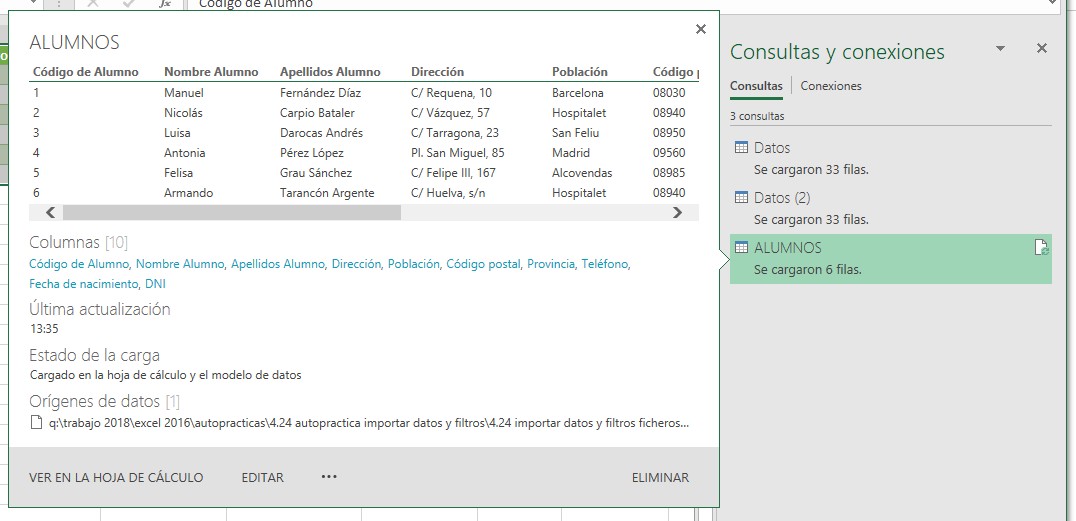 fx Código de Alumno
ALUMNOS
Código de Alumno Nombre Alumno Apellidos Alumno Dirección Población Código
1 Manuel Fernández Díaz C/ Requena, 10 Barcelona 08030
2 Nicolás Carpio Bataler C/ Vázquez, 57 Hospitalet 08940
3 Luisa Darocas Andrés C/ Tarragona, 23 San Feliu 08950
4 Antonia Pérez López Pl. San Miguel, 85 Madrid 09560
5 Felisa Grau Sánchez C/ Felipe III, 167 Alcovendas 08985
6 Armando Tarancón Argente C/ Huelva, s/n Hospitalet 08940
Columnas [10]
Código de Alumno, Nombre Alumno, Apellidos Alumno, Dirección, Población, Código postal, Provincia, Teléfono,
Fecha de nacimiento, DNI
Última actualización
13:35
Estado de la carga
Cargado en la hoja de cálculo y el modelo de datos
Orígenes de datos [1]
q:\trabajo 2018\excel 2016\autopracticas\4.24 autopractica importar datos y filtros\4.24 importar datos y filtros ficheros...
VER EN LA HOJA DE CÁLCULO EDITAR ••• ELIMINAR
Consultas y conexiones
Consultas Conexiones
3 consultas
Datos
Se cargaron 33 filas.
Datos (2)
Se cargaron 33 filas.
ALUMNOS
Se cargaron 6 filas.